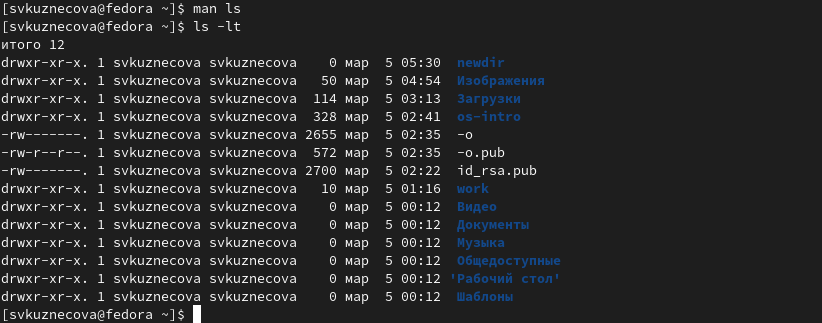 [svkuznecova@fedora ~]$ man ls
[svkuznecova@fedora ~]$ ls -lt
итого 12
drwxr-xr-x. 1 svkuznecova svkuznecova    0 мар  5 05:30  newdir
drwxr-xr-x. 1 svkuznecova svkuznecova   50 мар  5 04:54  Изображения
drwxr-xr-x. 1 svkuznecova svkuznecova  114 мар  5 03:13  Загрузки
drwxr-xr-x. 1 svkuznecova svkuznecova  328 мар  5 02:41  os-intro
-rw-------. 1 svkuznecova svkuznecova 2655 мар  5 02:35  -o
-rw-r--r--. 1 svkuznecova svkuznecova  572 мар  5 02:35  -o.pub
-rw-------. 1 svkuznecova svkuznecova 2700 мар  5 02:22  id_rsa.pub
drwxr-xr-x. 1 svkuznecova svkuznecova   10 мар  5 01:16  work
drwxr-xr-x. 1 svkuznecova svkuznecova    0 мар  5 00:12  Видео
drwxr-xr-x. 1 svkuznecova svkuznecova    0 мар  5 00:12  Документы
drwxr-xr-x. 1 svkuznecova svkuznecova    0 мар  5 00:12  Музыка
drwxr-xr-x. 1 svkuznecova svkuznecova    0 мар  5 00:12  Общедоступные
drwxr-xr-x. 1 svkuznecova svkuznecova    0 мар  5 00:12 'Рабочий стол'
drwxr-xr-x. 1 svkuznecova svkuznecova    0 мар  5 00:12  Шаблоны
[svkuznecova@fedora ~]$